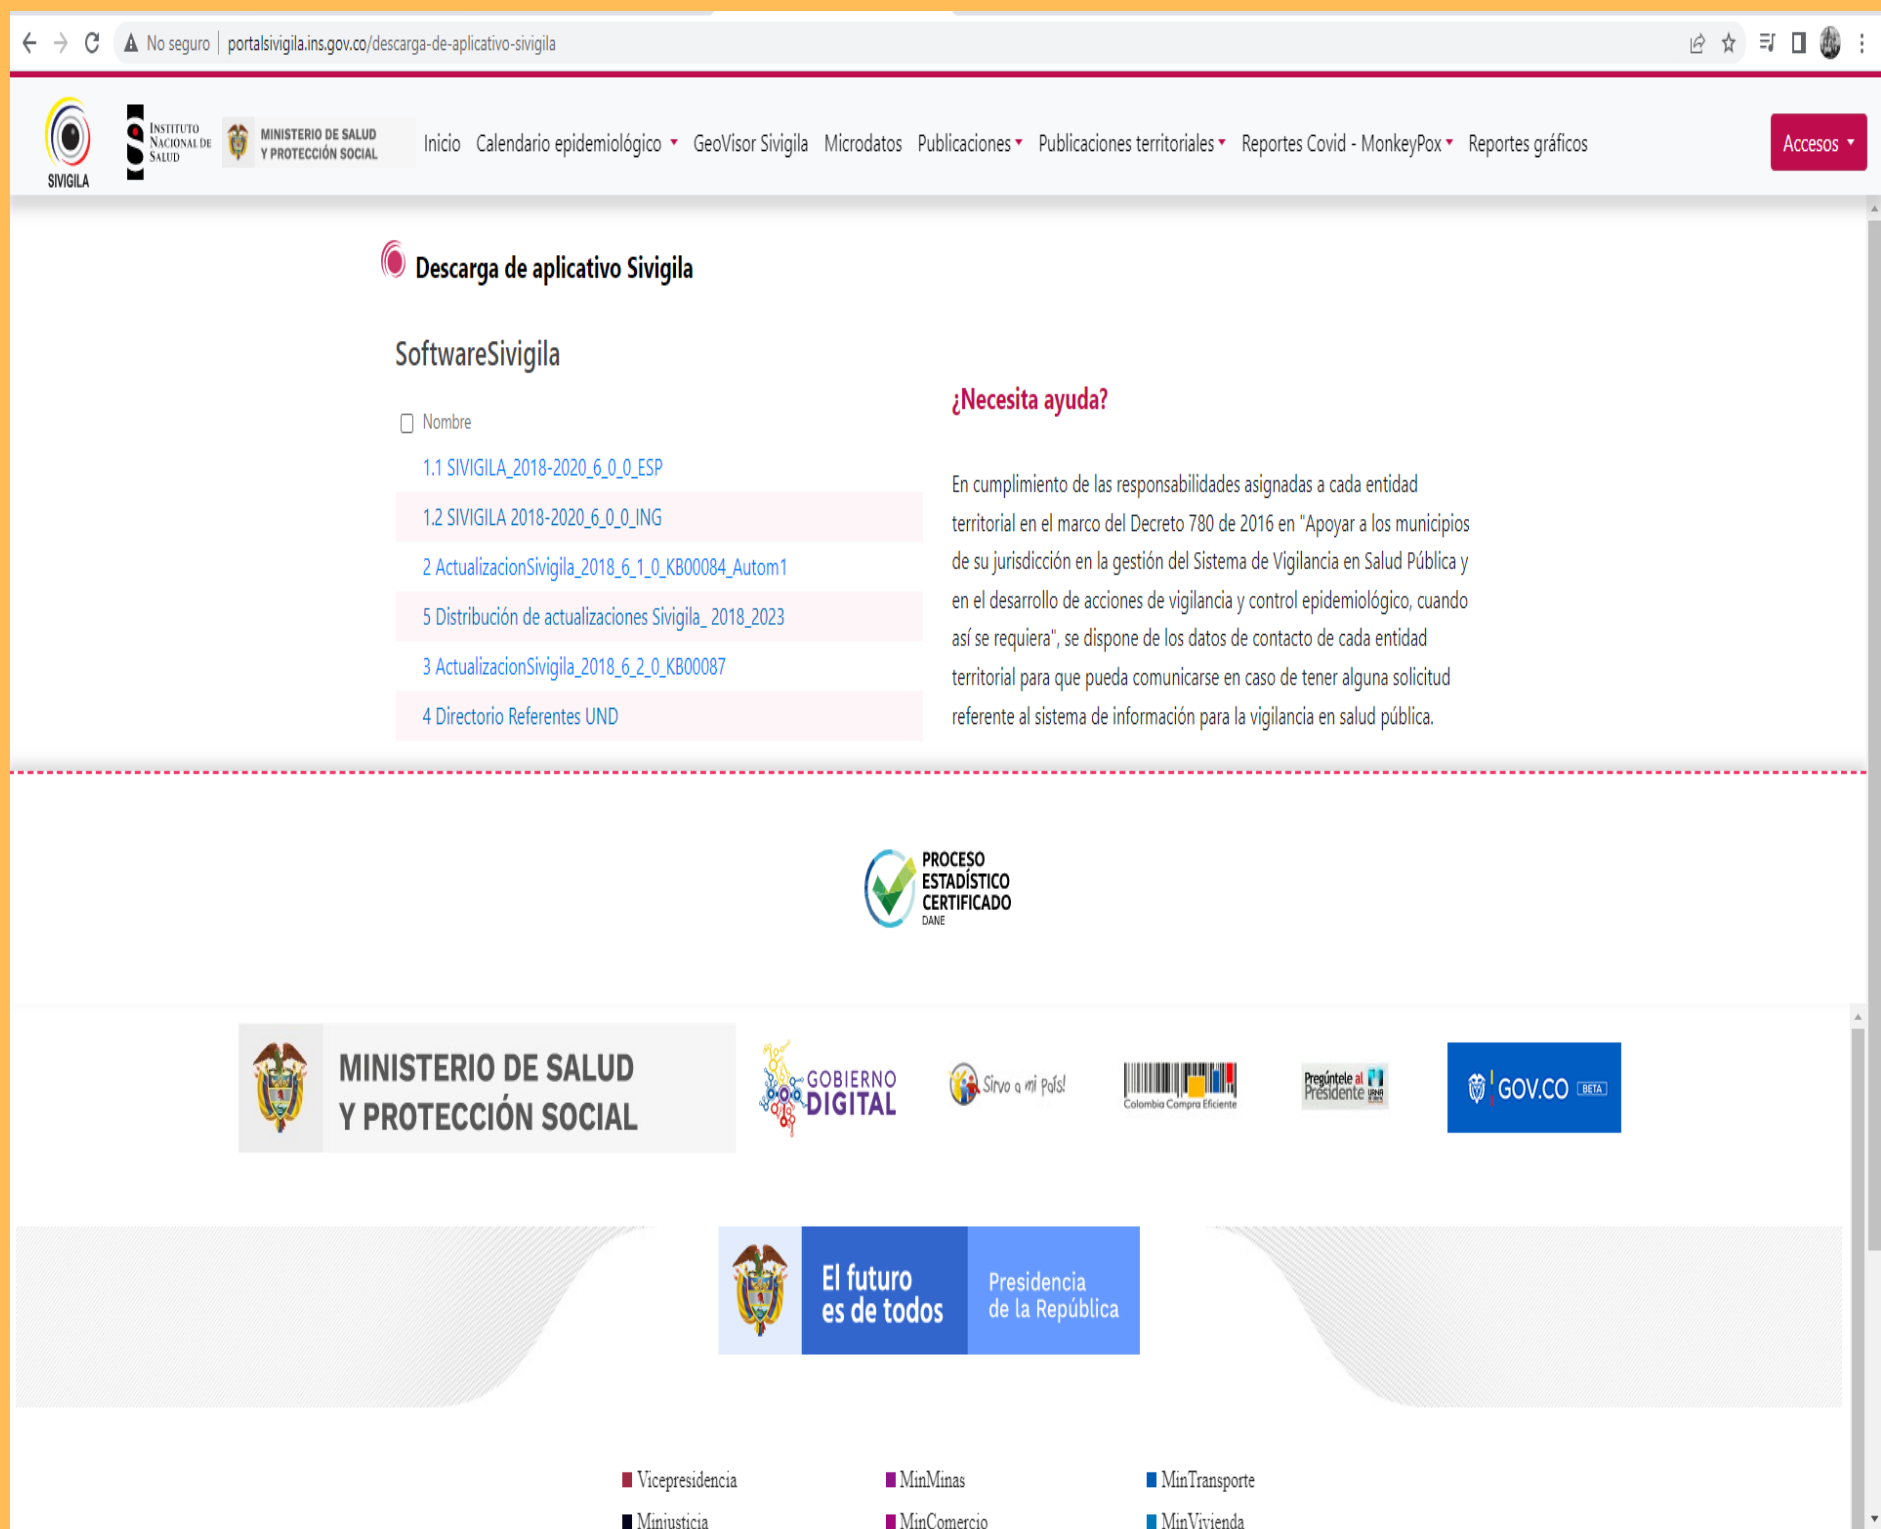 No seguro | portalsivigila.ins.gov.co/descarga-de-aplicativo-sivigila
SIVIGILA
INSTITUTO
NACIONAL DE
SALUD
MINISTERIO DE SALUD
Y PROTECCIÓN SOCIAL
Inicio Calendario epidemiológico GeoVisor Sivigila Microdatos Publicaciones Publicaciones territoriales Reportes Covid - MonkeyPox Reportes gráficos
Accesos
Descarga de aplicativo Sivigila
SoftwareSivigila
Nombre
1.1 SIVIGILA_2018-2020_6_0_0_ESP
1.2 SIVIGILA 2018-2020_6_0_0_ING
2 ActualizacionSivigila_2018_6_1_0_KB00084_Autom1
5 Distribución de actualizaciones Sivigila_ 2018_2023
3 ActualizacionSivigila_2018_6_2_0_KB00087
4 Directorio Referentes UND
¿Necesita ayuda?
En cumplimiento de las responsabilidades asignadas a cada entidad
territorial en el marco del Decreto 780 de 2016 en "Apoyar a los municipios
de su jurisdicción en la gestión del Sistema de Vigilancia en Salud Pública y
en el desarrollo de acciones de vigilancia y control epidemiológico, cuando
así se requiera", se dispone de los datos de contacto de cada entidad
territorial para que pueda comunicarse en caso de tener alguna solicitud
referente al sistema de información para la vigilancia en salud pública.
PROCESO
ESTADÍSTICO
CERTIFICADO
DANE
MINISTERIO DE SALUD
Y PROTECCIÓN SOCIAL
GOBIERNO
DIGITAL
Sirvo a mi País!
Colombia Compra Eficiente
Pregúntele al
Presidente
GOV.CO BETA
El futuro
es de todos
Presidencia
de la República
Vicepresidencia
MinMinas
MinTransporte
Minjusticia
MinComercio
MinVivienda